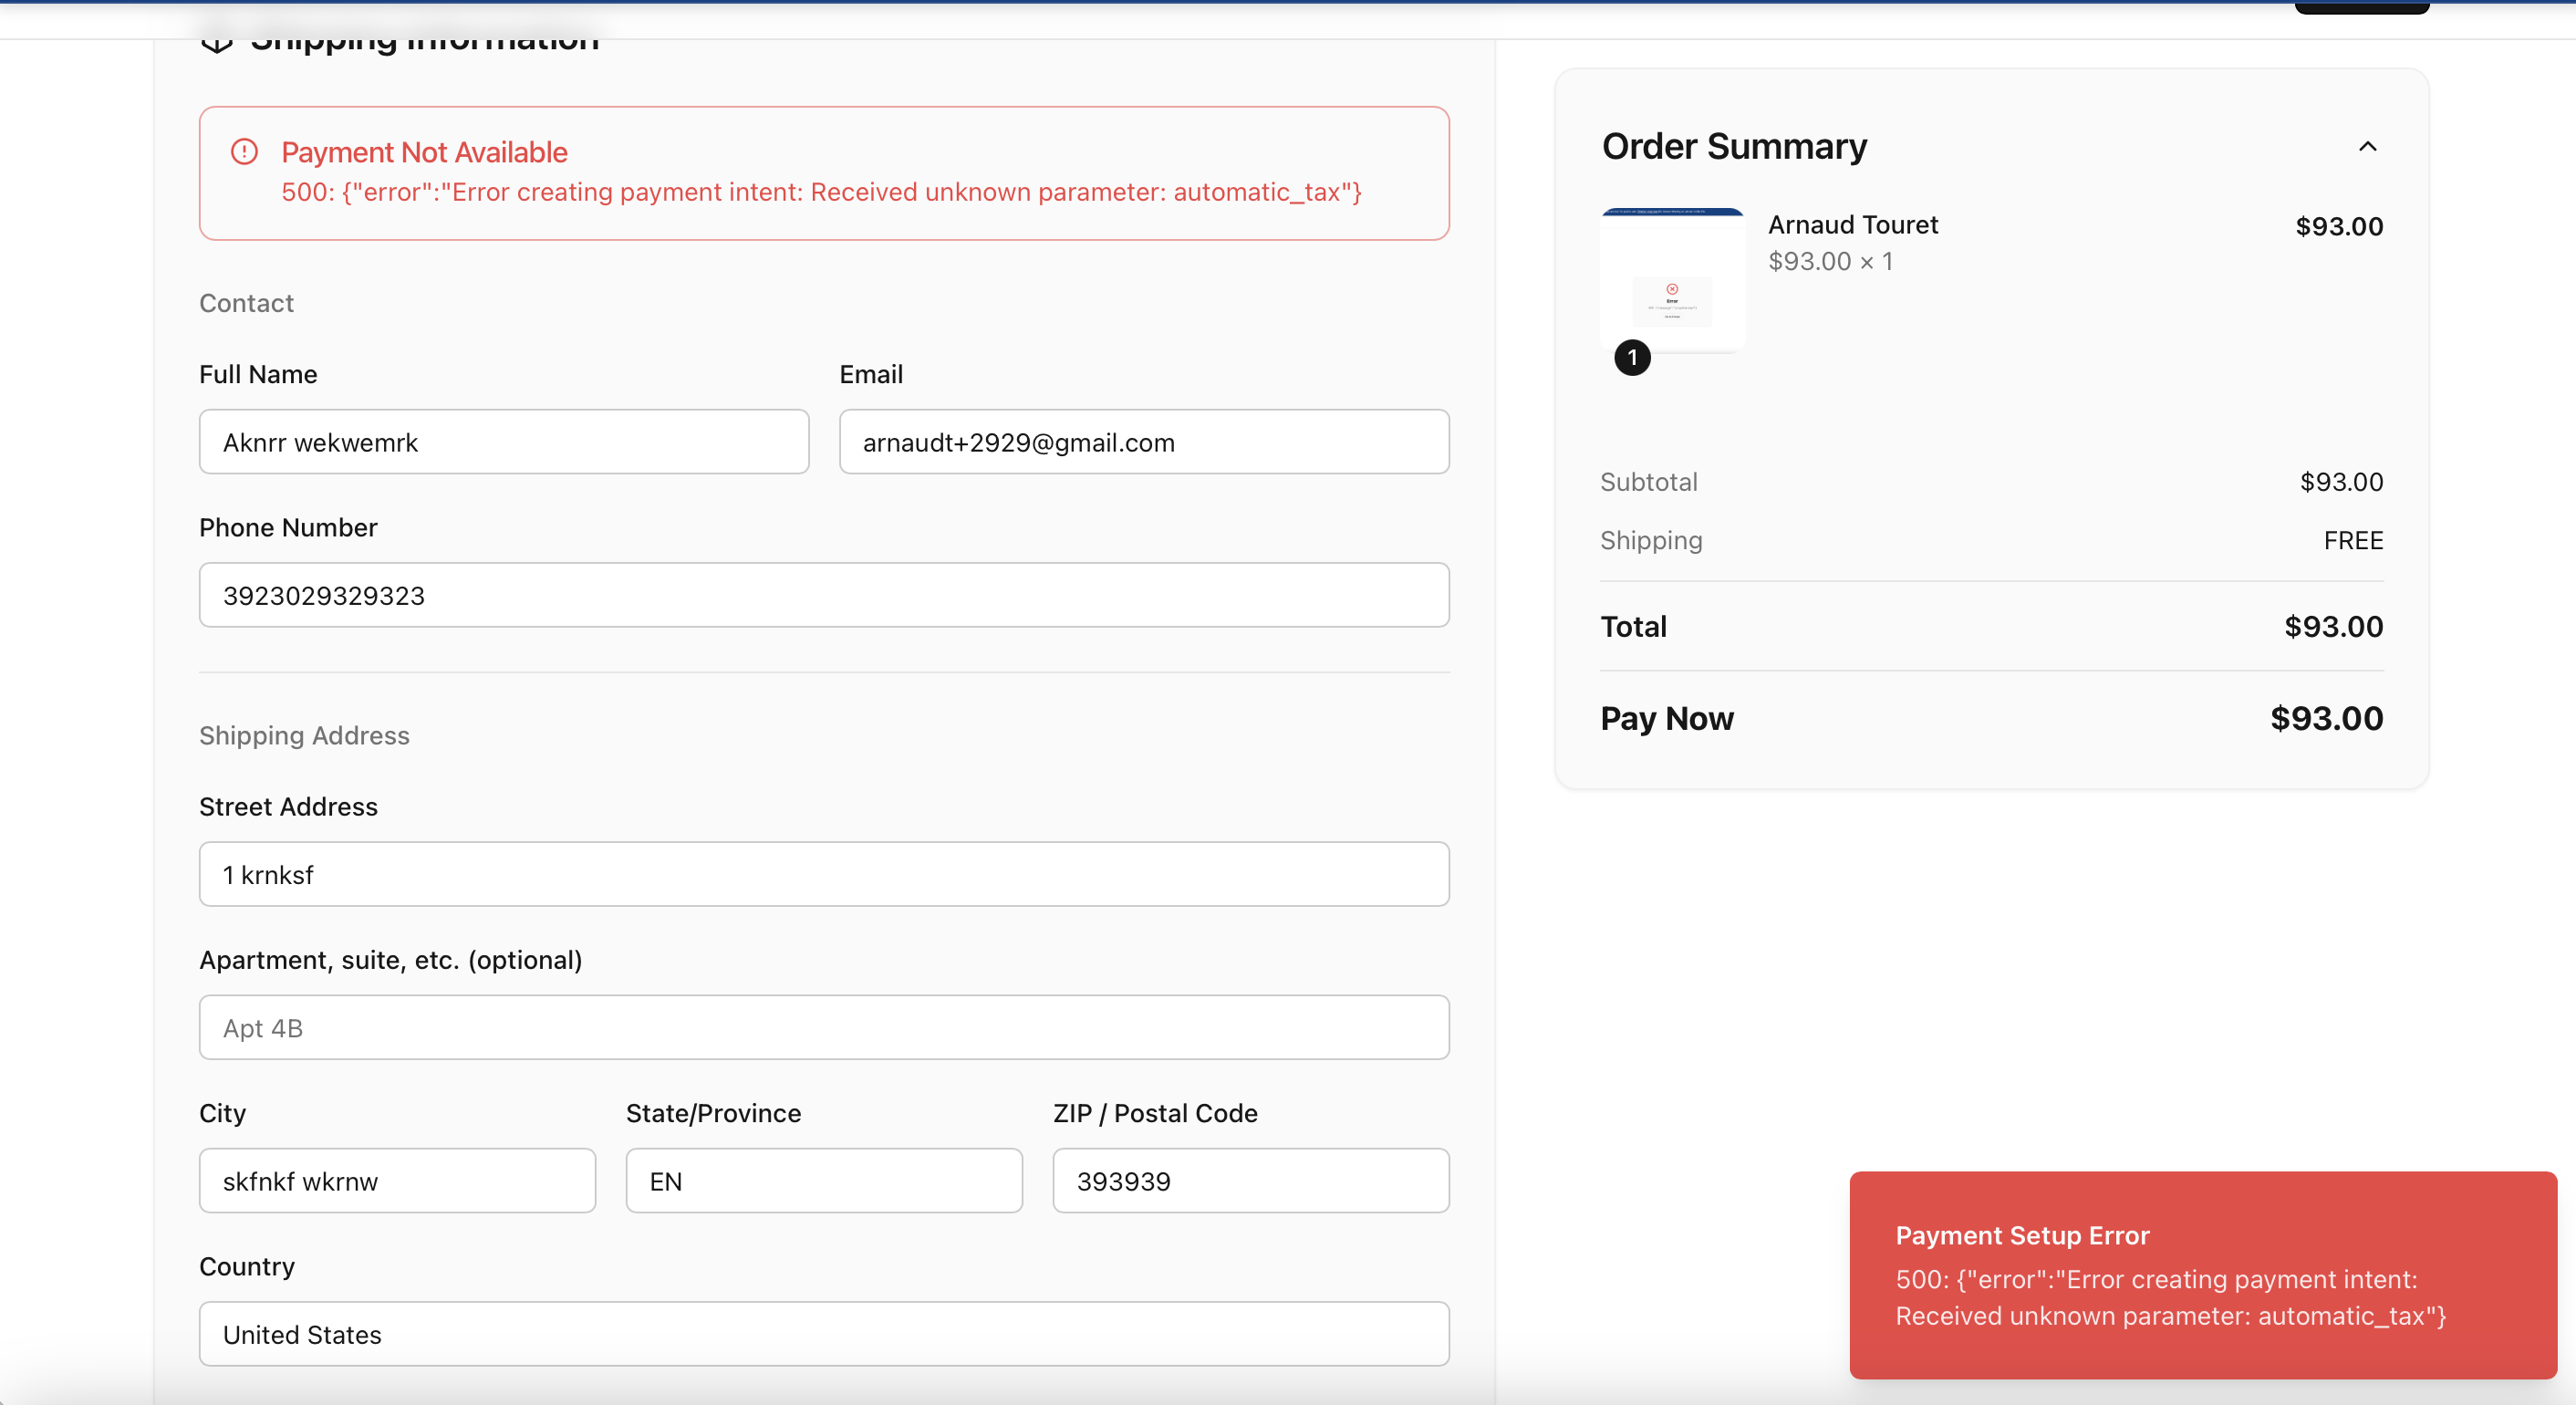 Shipping Information
Payment Not Available
500: {"error":"Error creating payment intent: Received unknown parameter: automatic_tax"}
Contact
Full Name
Email
Aknrr wekwemrk
arnaudt+2929@gmail.com
Phone Number
3923029329323
Shipping Address
Street Address
1 krnksf
Apartment, suite, etc. (optional)
Apt 4B
City
State/Province
ZIP / Postal Code
skfnkf wkrnw
EN
393939
Country
United States
Order Summary
Arnaud Touret
$93.00
$93.00 × 1
Error
1
Subtotal
$93.00
Shipping
FREE
Total
$93.00
Pay Now
$93.00
Payment Setup Error
500: {"error":"Error creating payment intent:
Received unknown parameter: automatic_tax"}